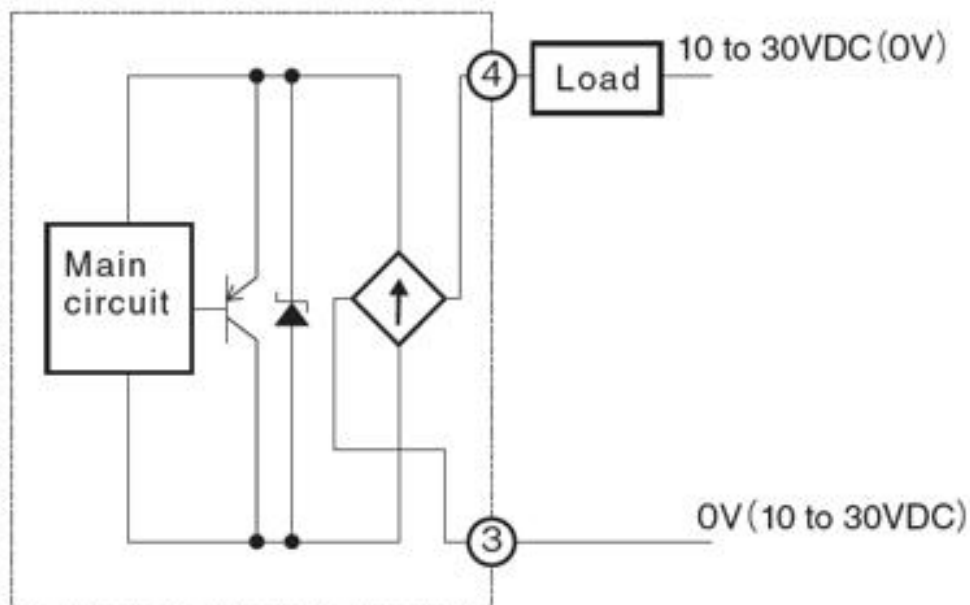 4
Load
10 to 30VDC(0V)
Main
circuit
3
0V(10 to 30VDC)